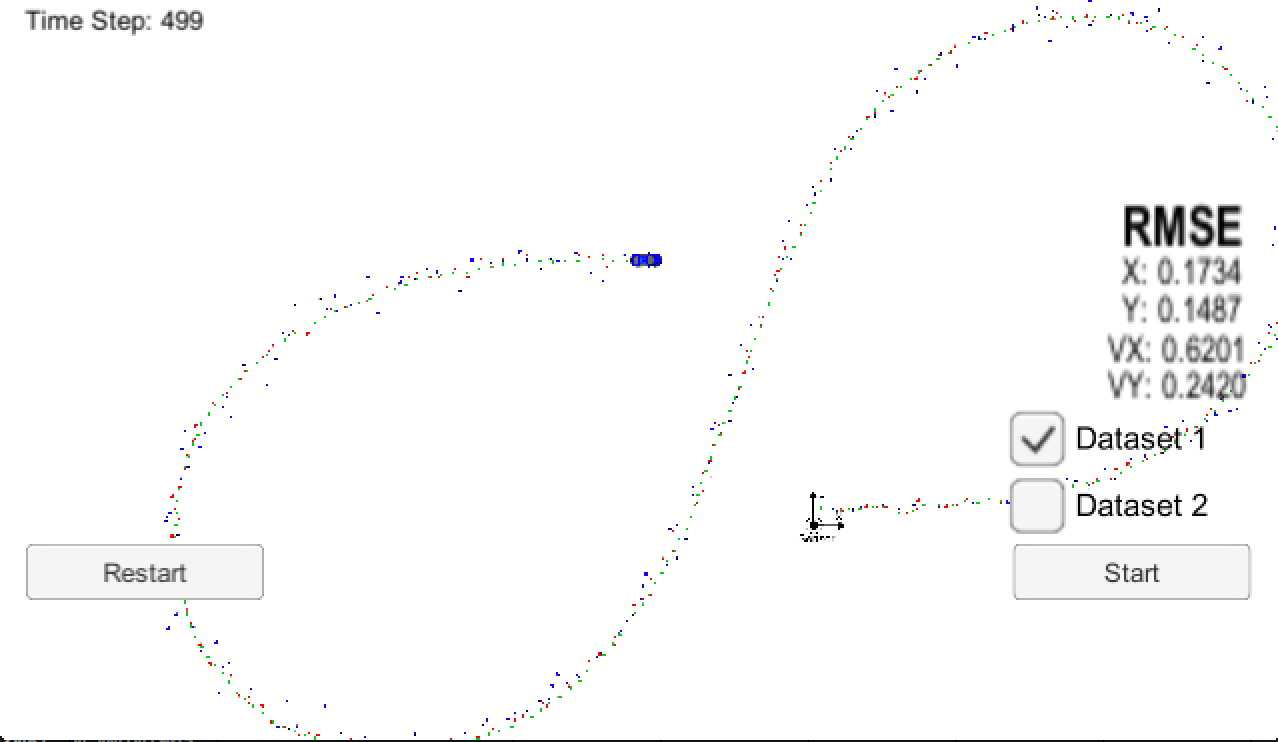 Time Step: 499
RMSE
X: 0.1734
Y: 0.1487
VX: 0.6201
VY: 0.2420
Dataset 1
Dataset 2
Restart
Start